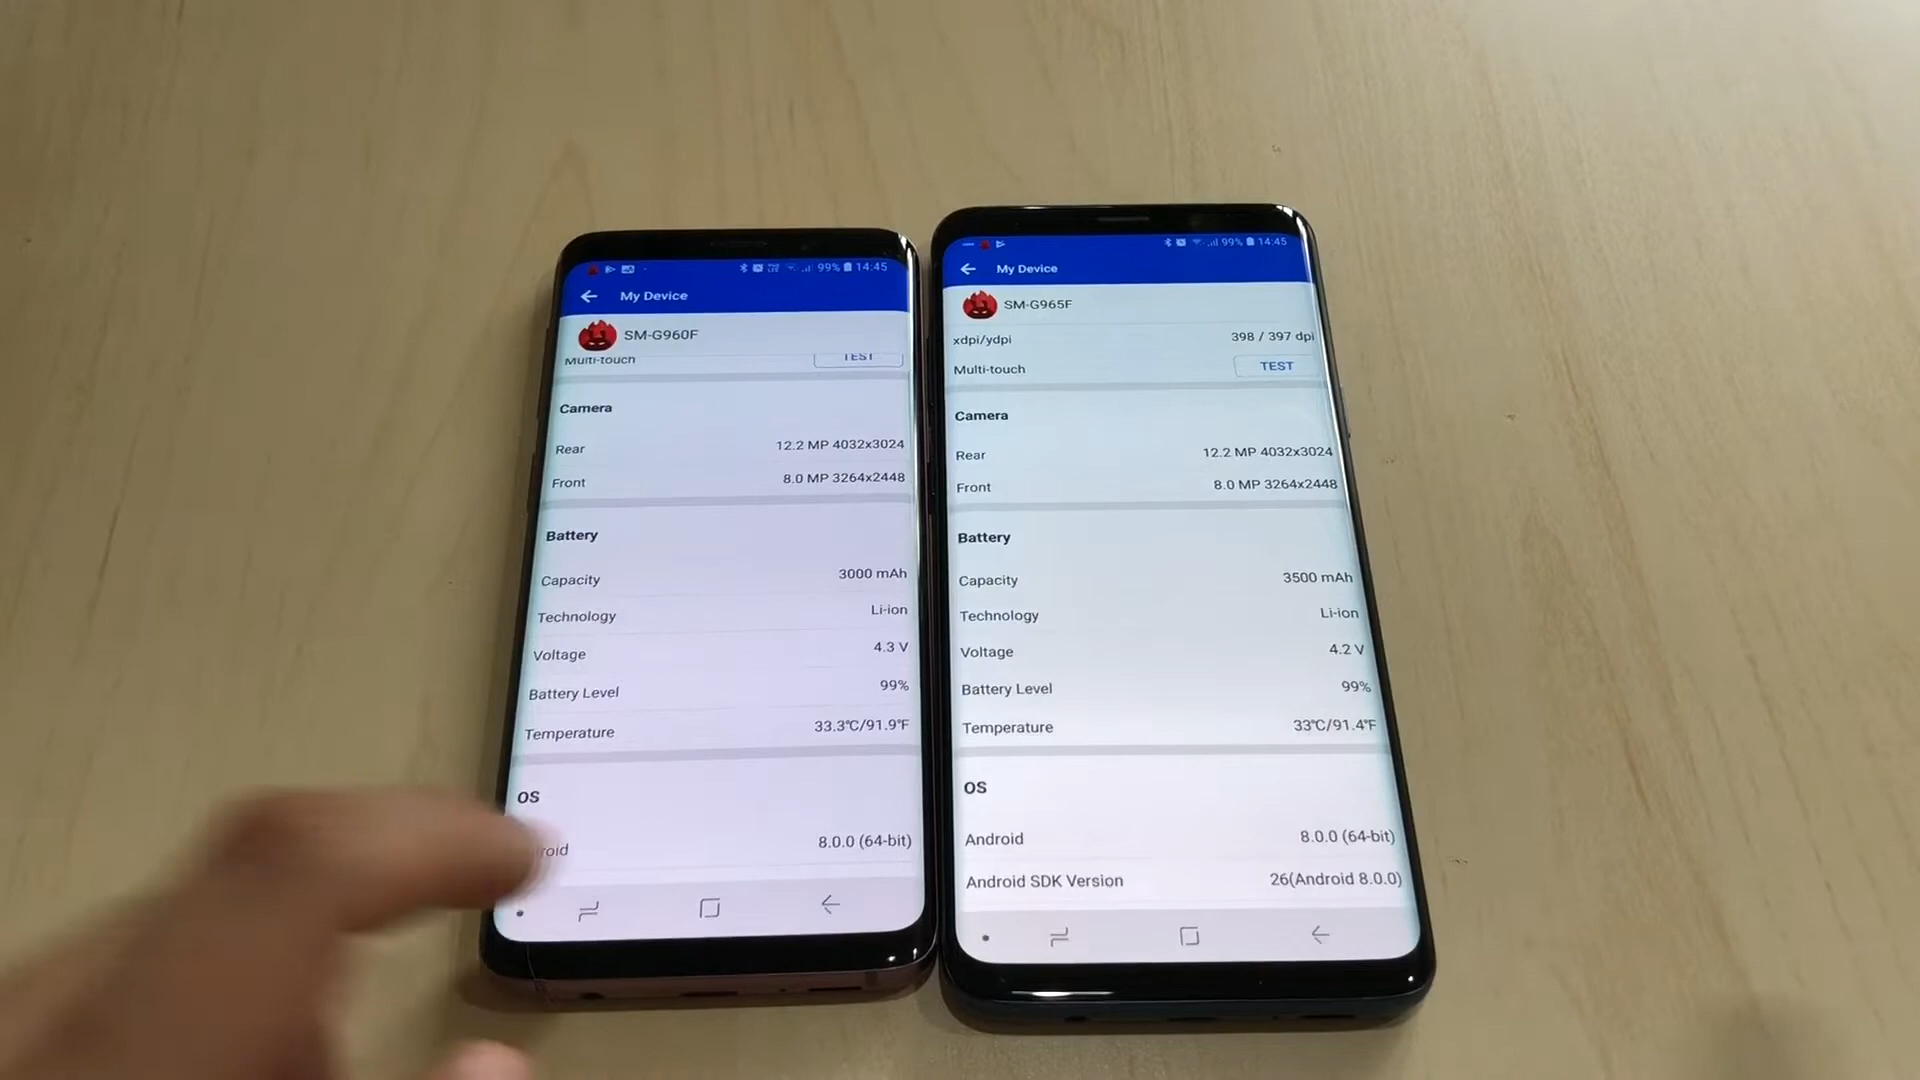 99% 14:45
My Device
SM-G960F
Multi-touch TEST
Camera
Rear 12.2 MP 4032x3024
Front 8.0 MP 3264x2448
Battery
Capacity 3000 mAh
Technology Li-ion
Voltage 4.3 V
Battery Level 99%
Temperature 33.3℃/91.9℉
OS
roid 8.0.0 (64-bit)
99% 14:45
My Device
SM-G965F
xdpi/ydpi 398 / 397 dpi
Multi-touch TEST
Camera
Rear 12.2 MP 4032x3024
Front 8.0 MP 3264x2448
Battery
Capacity 3500 mAh
Technology Li-ion
Voltage 4.2 V
Battery Level 99%
Temperature 33℃/91.4℉
OS
Android 8.0.0 (64-bit)
Android SDK Version 26(Android 8.0.0)